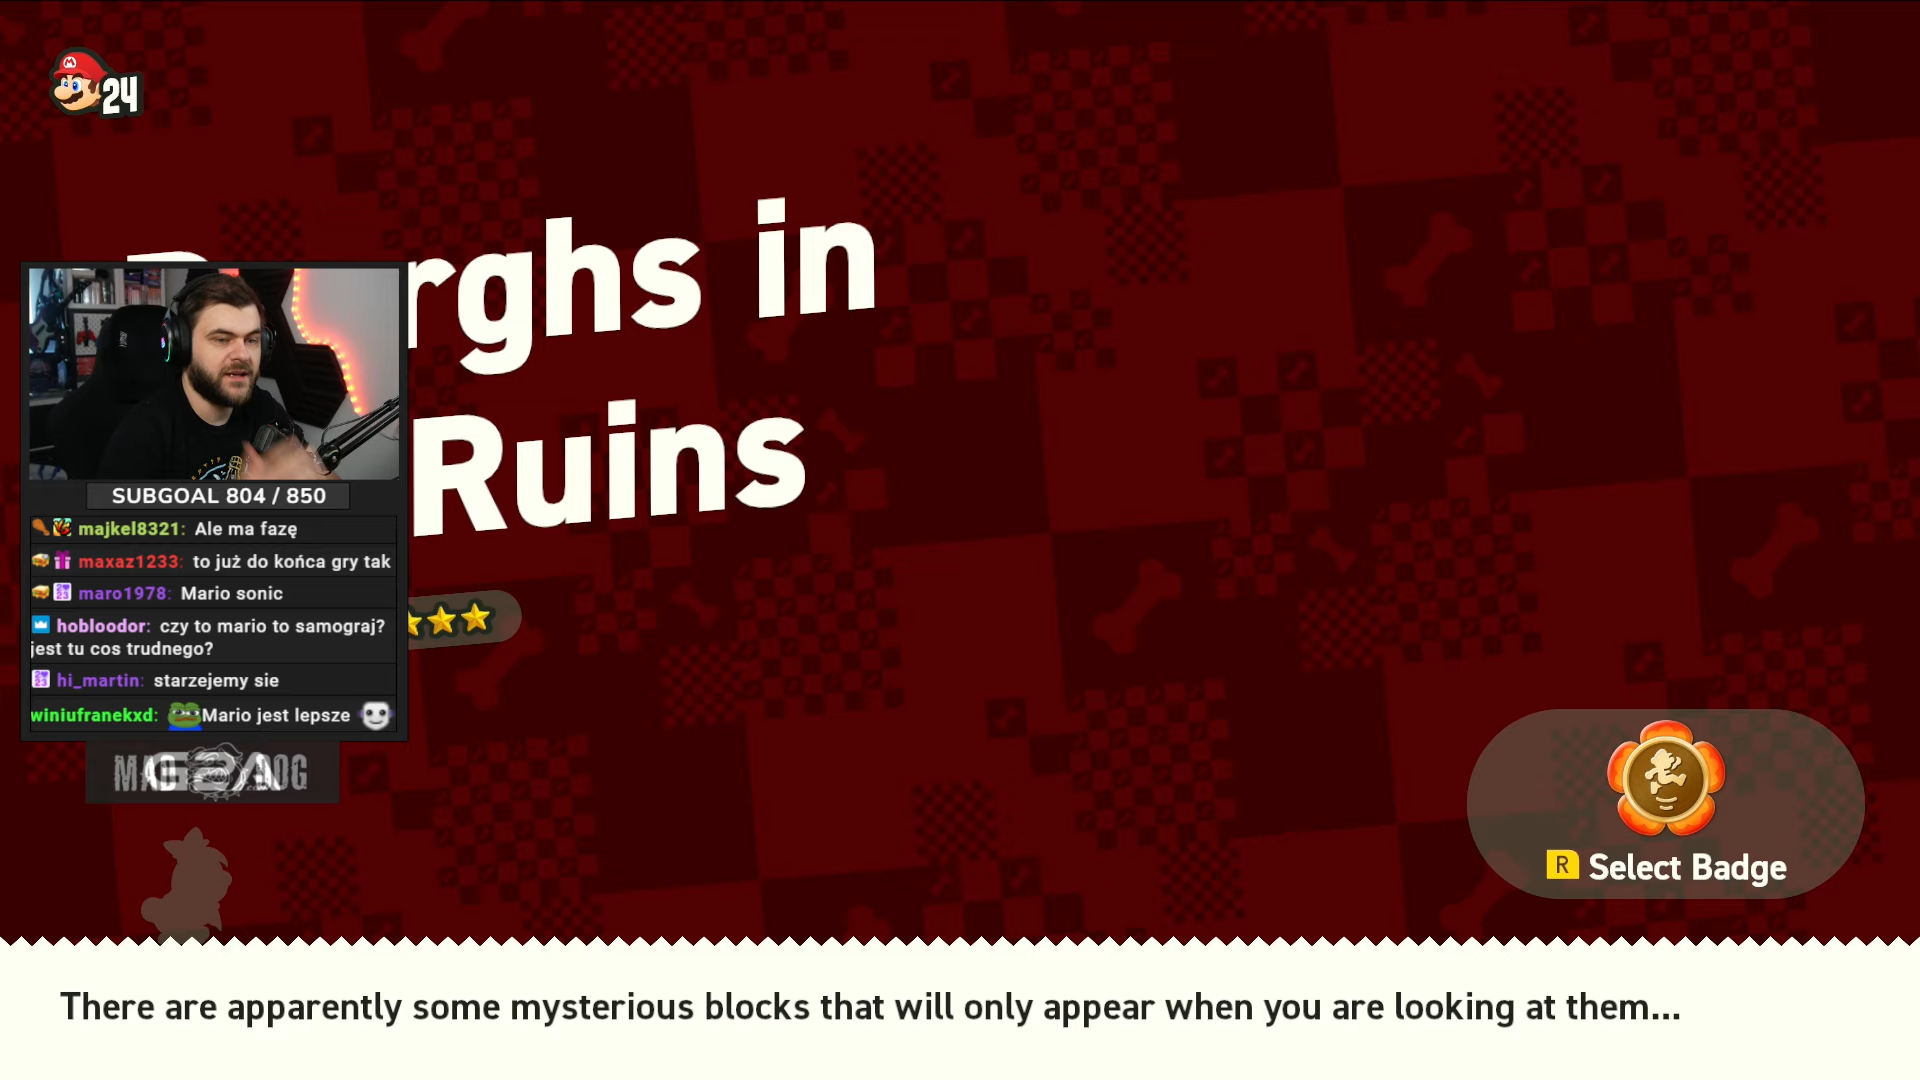 24
rghs in
Ruins
SUBGOAL 804 / 850
majkel8321: Ale ma fazę
maxaz1233: to już do końca gry tak
maro1978: Mario sonic
hobloodor: czy to mario to samograj?
jest tu cos trudnego?
hi_martin: starzejemy sie
winiufranekxd: Mario jest lepsze
R Select Badge
There are apparently some mysterious blocks that will only appear when you are looking at them...